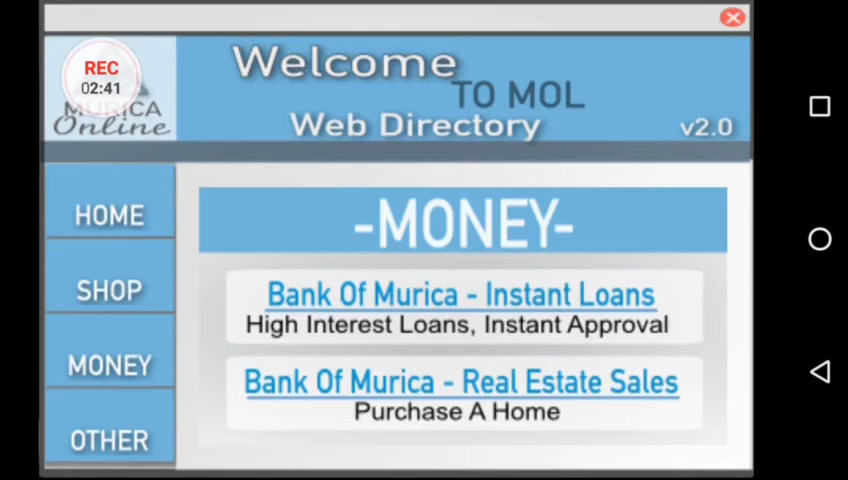 REC
02:41
MURICA
Online
Welcome
TO MOL
Web Directory
v2.0
HOME
SHOP
MONEY
OTHER
-MONEY-
Bank Of Murica - Instant Loans
High Interest Loans, Instant Approval
Bank Of Murica - Real Estate Sales
Purchase A Home